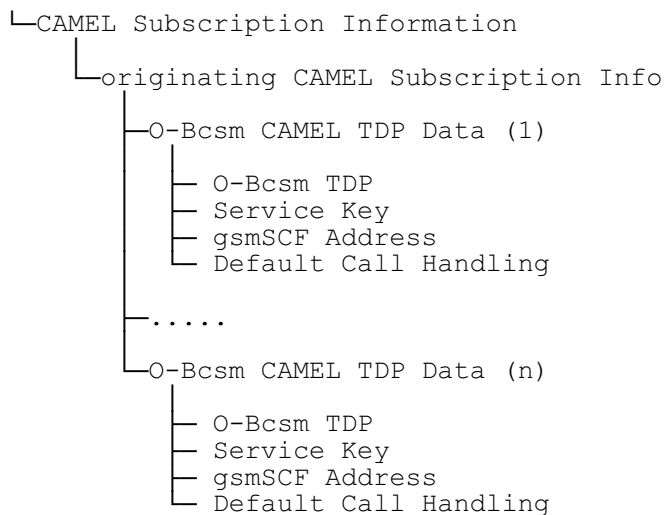 CAMEL Subscription Information
originating CAMEL Subscription Info
O-Bcsm CAMEL TDP Data (1)
O-Bcsm TDP
Service Key
gsmSCF Address
Default Call Handling
.....
O-Bcsm CAMEL TDP Data (n)
O-Bcsm TDP
Service Key
gsmSCF Address
Default Call Handling